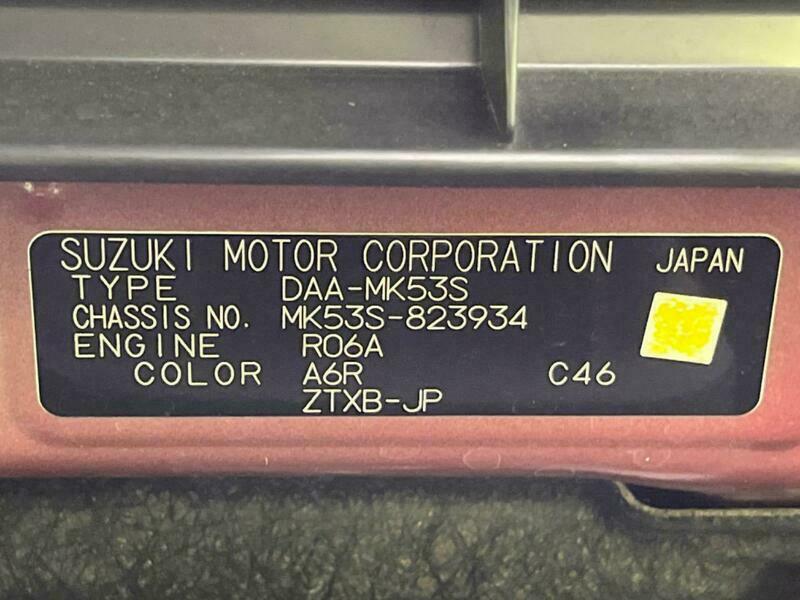 SUZUKI MOTOR CORPORATION JAPAN
TYPE DAA-MK53S
CHASSIS NO. MK53S-823934
ENGINE R06A
COLOR A6R C46
ZTXB-JP